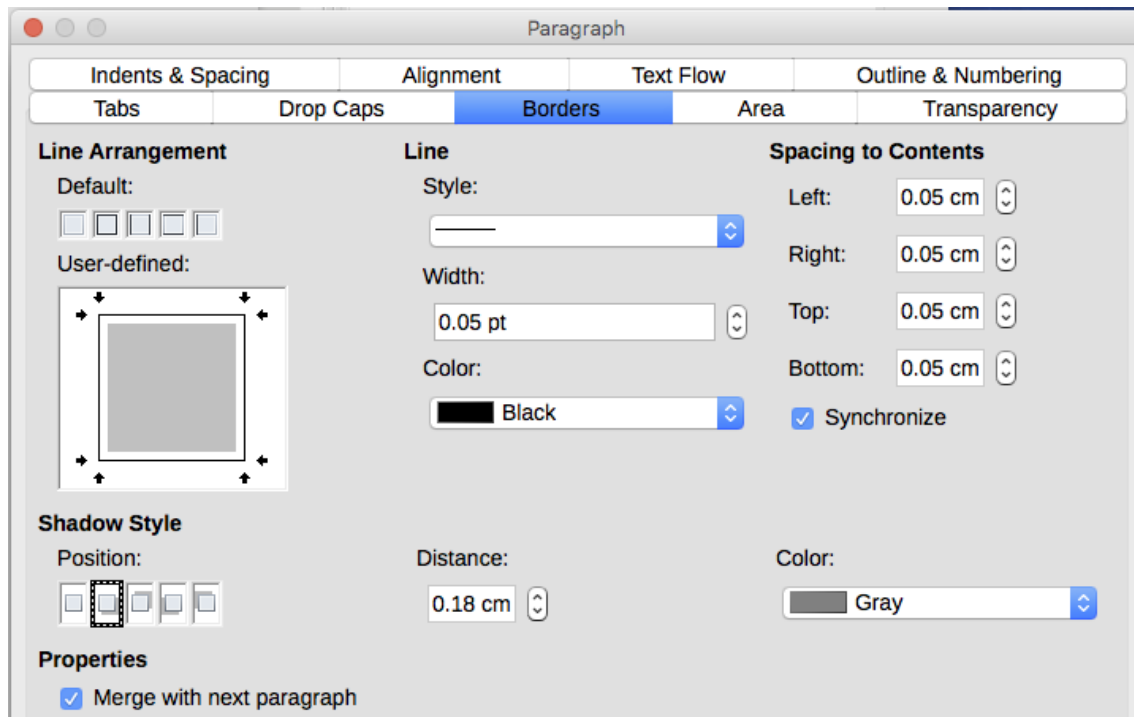 Paragraph
Indents & Spacing Alignment Text Flow Outline & Numbering
Tabs Drop Caps Borders Area Transparency
Line Arrangement
Default:
User-defined:
Line
Style:
Width:
0.05 pt
Color:
Black
Spacing to Contents
Left: 0.05 cm
Right: 0.05 cm
Top: 0.05 cm
Bottom: 0.05 cm
Synchronize
Shadow Style
Position:
Distance:
0.18 cm
Color:
Gray
Properties
Merge with next paragraph